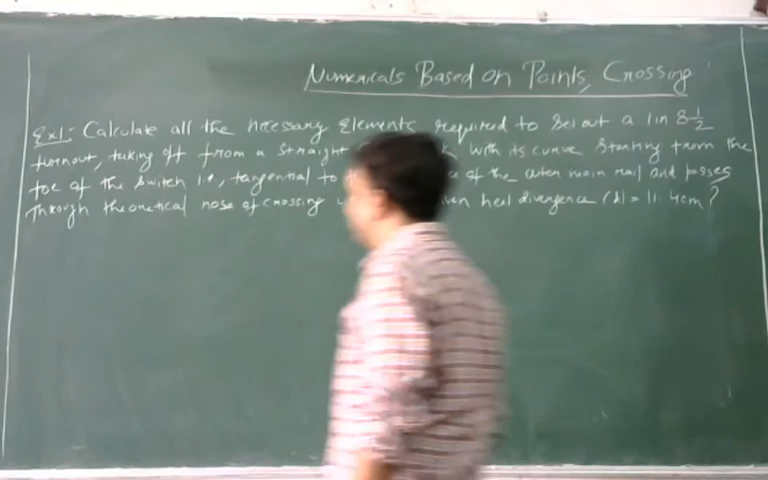 Numericals Based on Points, Crossing
Ex1:- Calculate all the necessary Elements required to Set out a 1 in 8 1/2
turnout, taking off from a Straight with its curve Starting from the
toe of the Switch i.e., tangential to of the outer main rail and passes
through theoretical nose of crossing heel divergence (d) = 11.4cm?